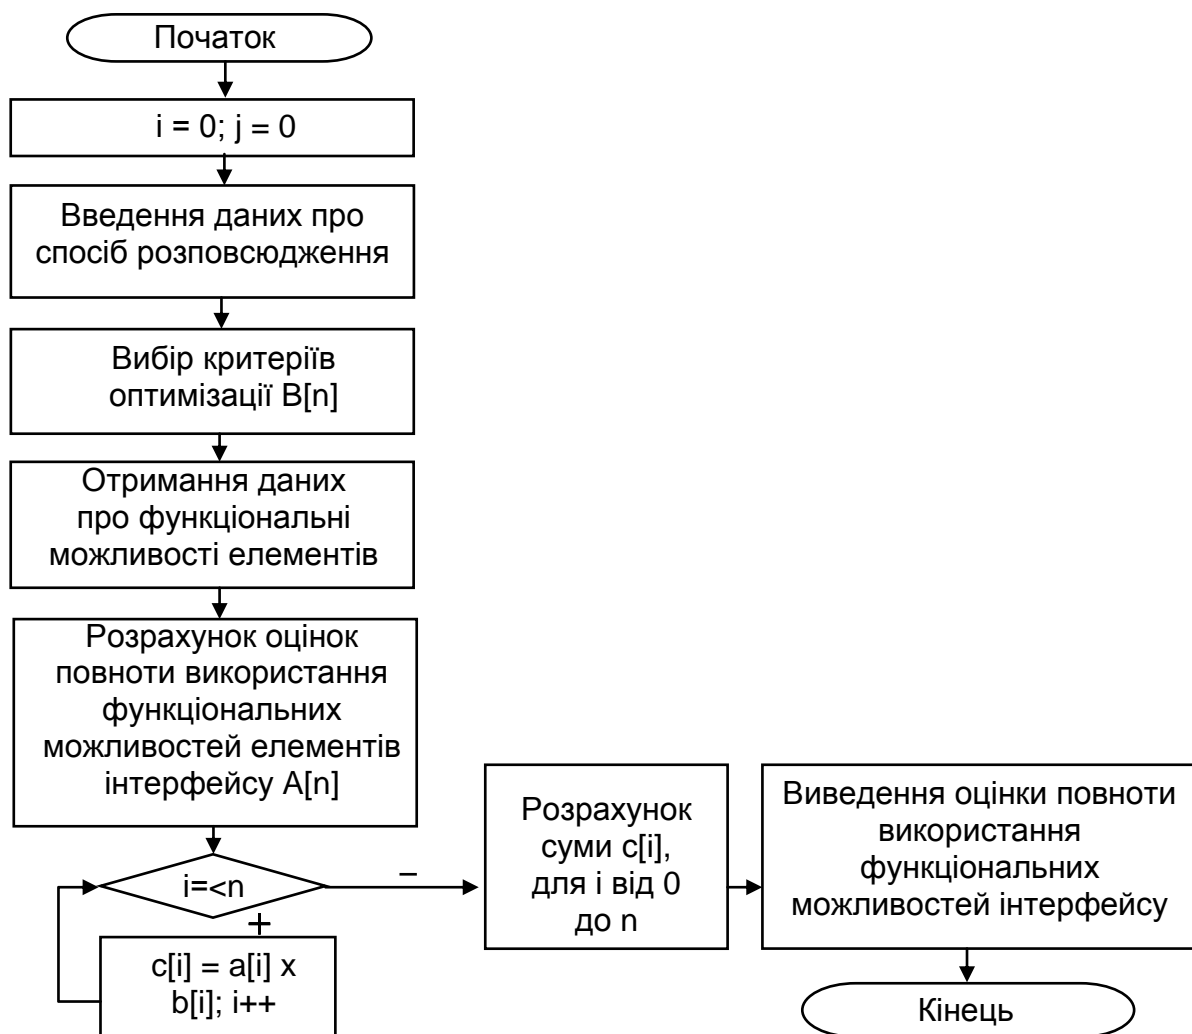 Початок
i = 0; j = 0
Введення даних про
спосіб розповсюдження
Вибір критеріїв
оптимізації B[n]
Отримання даних
про функціональні
можливості елементів
Розрахунок оцінок
повноти використання
функціональних
можливостей елементів
інтерфейсу A[n]
i=<n
–
+
c[i] = a[i] x
b[i]; i++
Розрахунок
суми c[i],
для i від 0
до n
Виведення оцінки повноти
використання
функціональних
можливостей інтерфейсу
Кінець